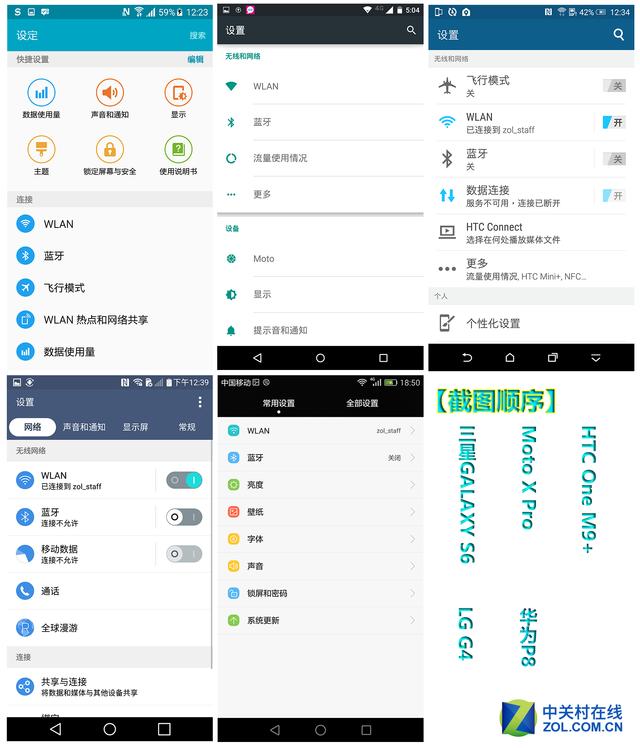 59% 12:23
设定
搜索
快捷设置
编辑
数据使用量
声音和通知
显示
主题
锁定屏幕与安全
使用说明书
连接
WLAN
蓝牙
飞行模式
WLAN 热点和网络共享
数据使用量
4G 5:04
设置
无线和网络
WLAN
蓝牙
流量使用情况
更多
设备
Moto
显示
提示音和通知
42% 12:34
设置
无线和网络
飞行模式
关
关
WLAN
已连接到 zol_staff
开
蓝牙
关
关
数据连接
服务不可用，连接已断开
开
HTC Connect
选择在何处播放媒体文件
更多
流量使用情况, HTC Mini+, NFC...
个人
个性化设置
下午12:39
设置
网络
声音和通知
显示屏
常规
无线网络
WLAN
已连接到 zol_staff
蓝牙
连接不允许
移动数据
连接不允许
通话
全球漫游
连接
共享与连接
将数据和媒体与其他设备共享
中国移动
18:50
常用设置
全部设置
WLAN
zol_staff
蓝牙
关闭
亮度
壁纸
字体
声音
锁屏和密码
系统更新
【截图顺序】
三星GALAXY S6
Moto X Pro
HTC One M9+
LG G4
华为P8
中关村在线
ZOL.COM.CN